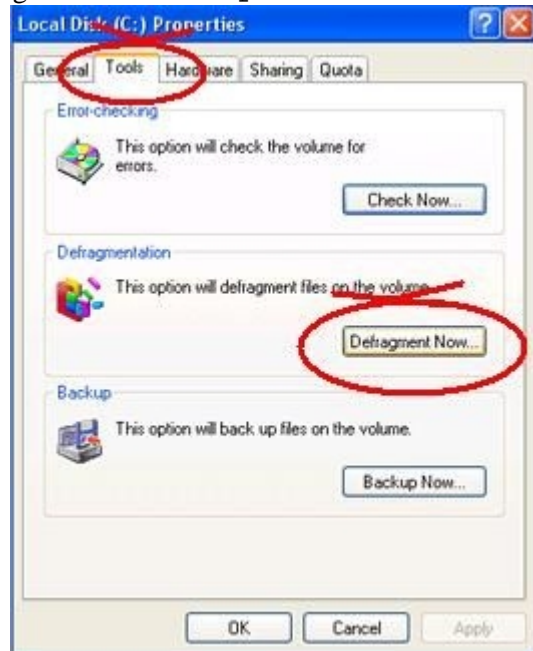 Local Disk (C:) Properties
General Tools Hardware Sharing Quota
Error-checking
This option will check the volume for
errors.
Check Now...
Defragmentation
This option will defragment files on the volume.
Defragment Now...
Backup
This option will back up files on the volume.
Backup Now...
OK Cancel Apply